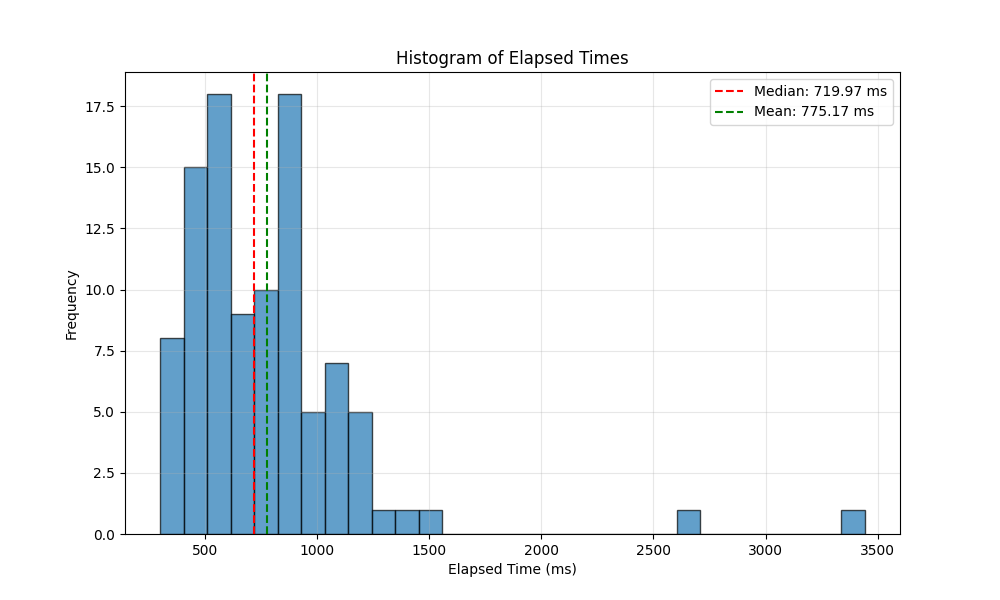 Histogram of Elapsed Times
Median: 719.97 ms
Mean: 775.17 ms
17.5
15.0
12.5
10.0
7.5
5.0
2.5
0.0
Frequency
500 1000 1500 2000 2500 3000 3500
Elapsed Time (ms)